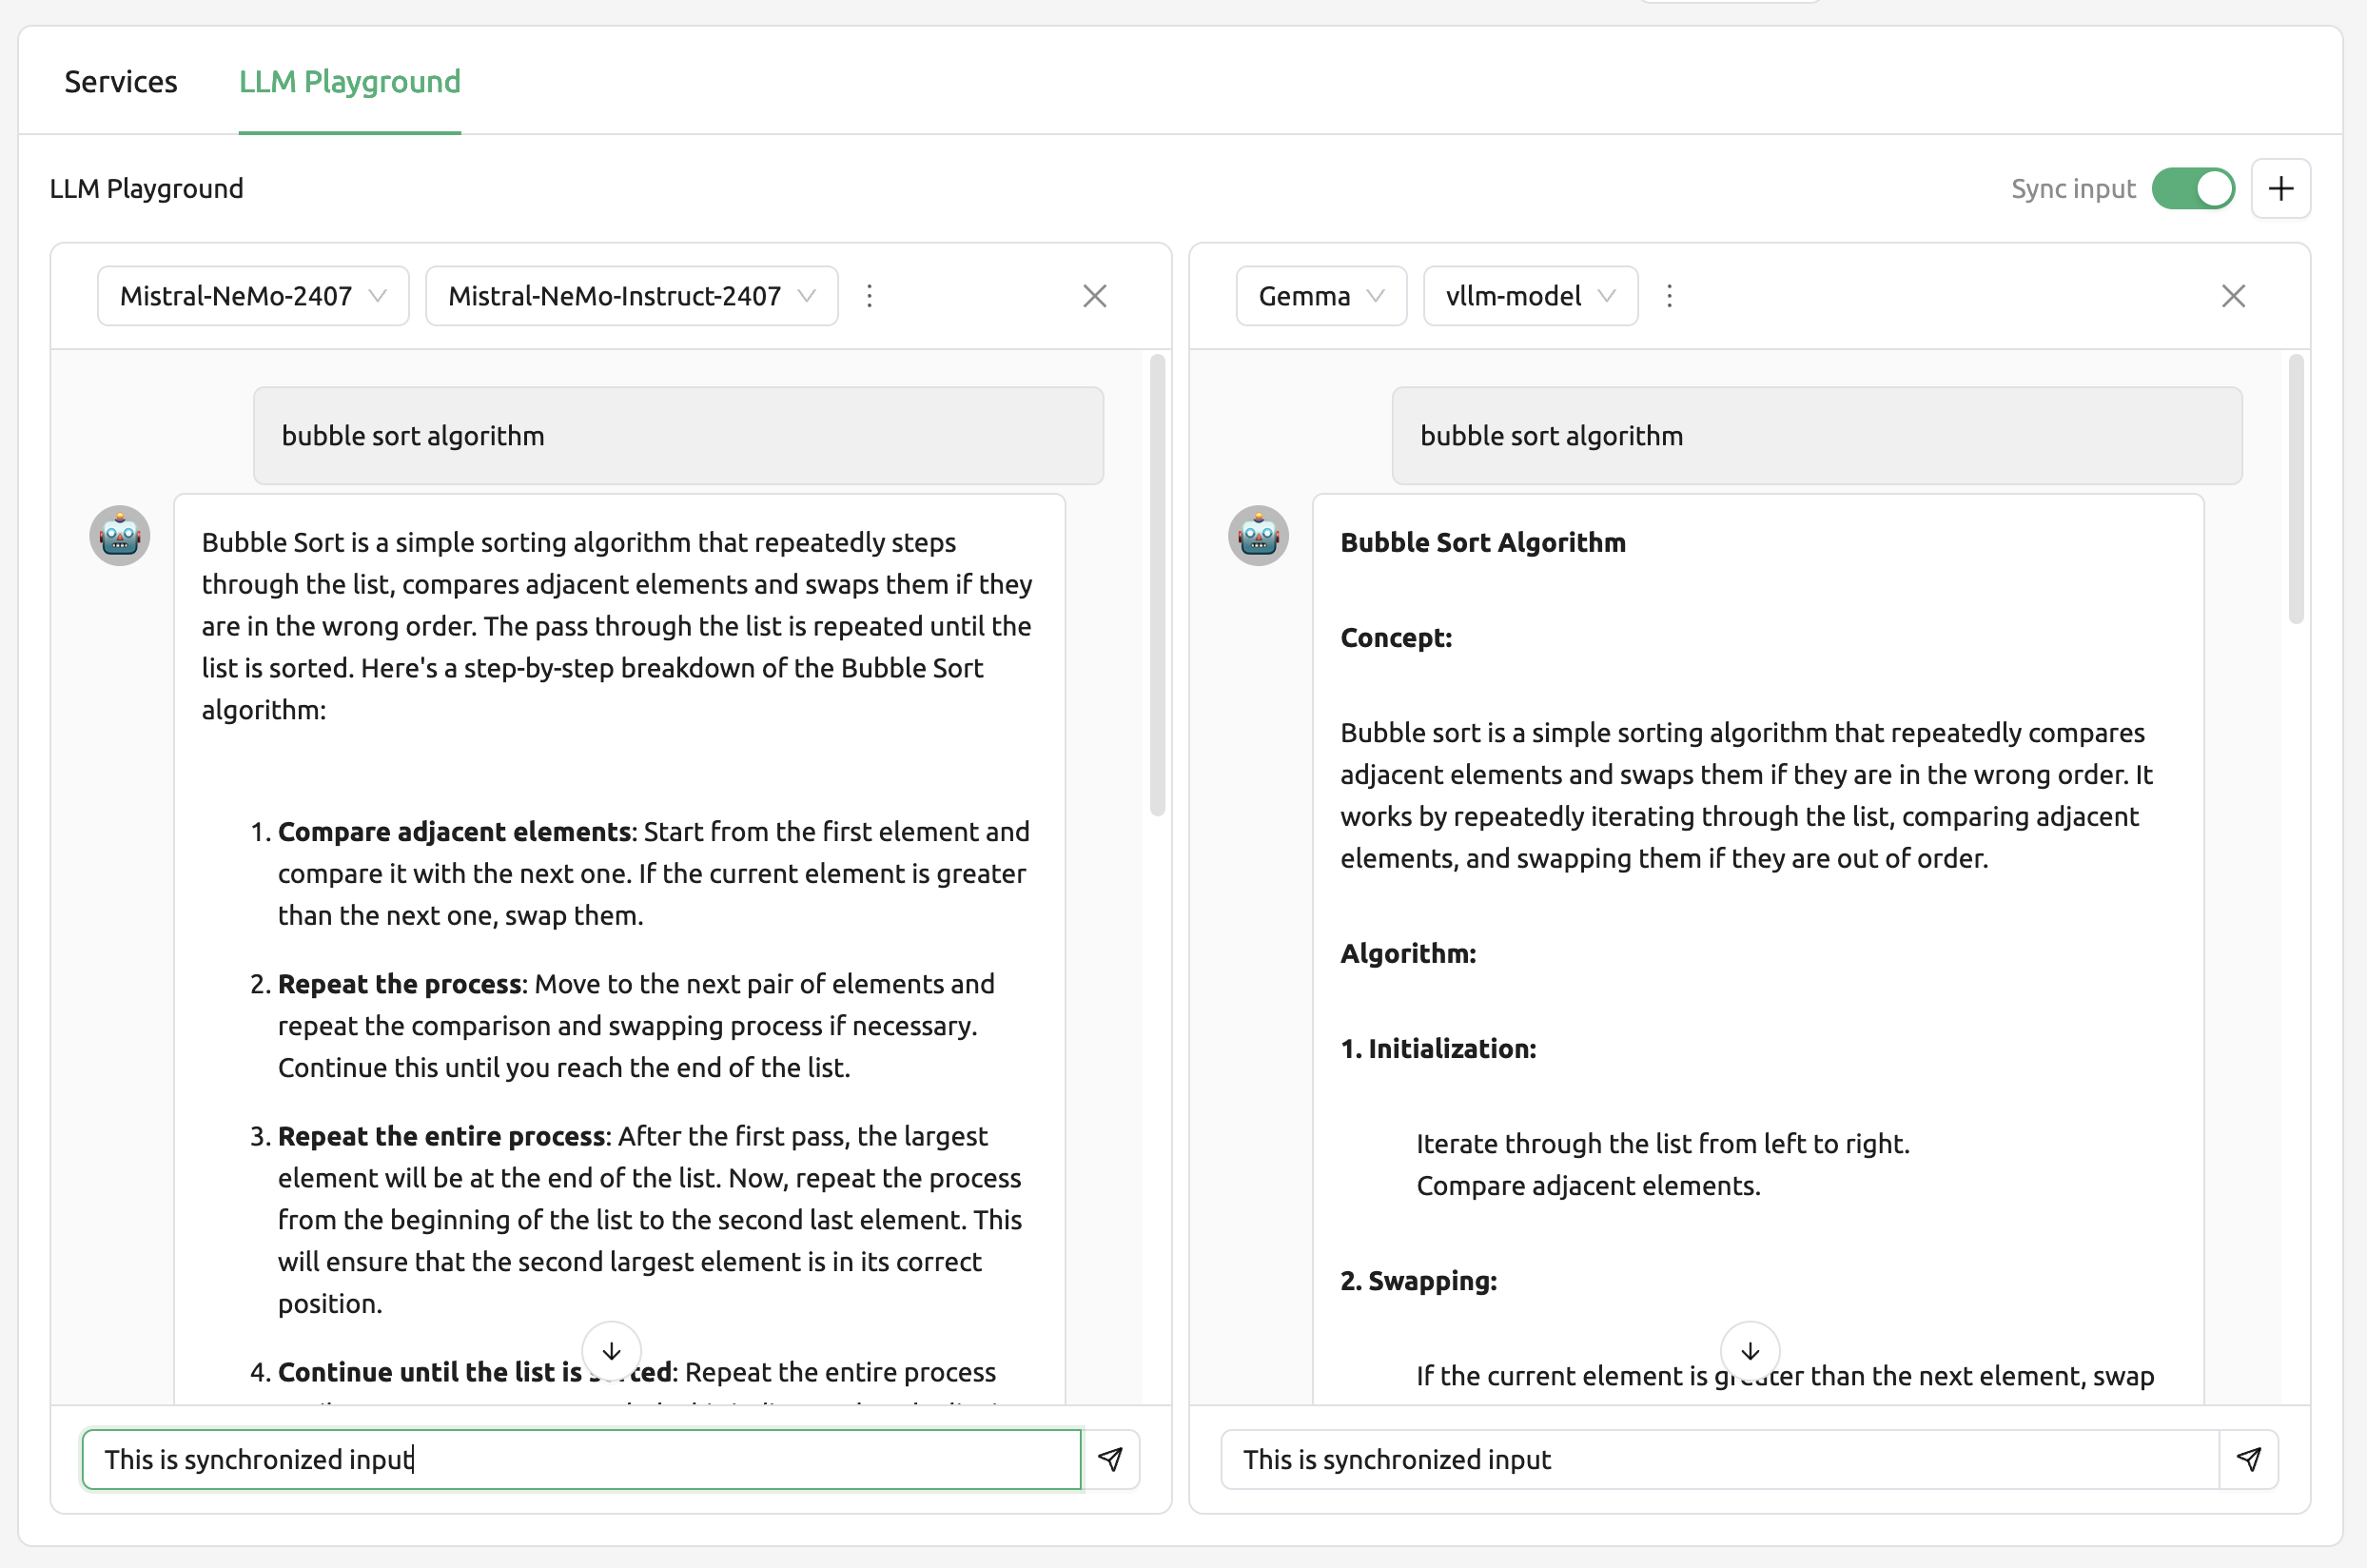 Services
LLM Playground
LLM Playground
Sync input
Mistral-NeMo-2407
Mistral-NeMo-Instruct-2407
bubble sort algorithm
Bubble Sort is a simple sorting algorithm that repeatedly steps
through the list, compares adjacent elements and swaps them if they
are in the wrong order. The pass through the list is repeated until the
list is sorted. Here's a step-by-step breakdown of the Bubble Sort
algorithm:
1. Compare adjacent elements: Start from the first element and
compare it with the next one. If the current element is greater
than the next one, swap them.
2. Repeat the process: Move to the next pair of elements and
repeat the comparison and swapping process if necessary.
Continue this until you reach the end of the list.
3. Repeat the entire process: After the first pass, the largest
element will be at the end of the list. Now, repeat the process
from the beginning of the list to the second last element. This
will ensure that the second largest element is in its correct
position.
4. Continue until the list is sorted: Repeat the entire process
This is synchronized input
Gemma
vllm-model
bubble sort algorithm
Bubble Sort Algorithm
Concept:
Bubble sort is a simple sorting algorithm that repeatedly compares
adjacent elements and swaps them if they are in the wrong order. It
works by repeatedly iterating through the list, comparing adjacent
elements, and swapping them if they are out of order.
Algorithm:
1. Initialization:
Iterate through the list from left to right.
Compare adjacent elements.
2. Swapping:
If the current element is greater than the next element, swap
This is synchronized input